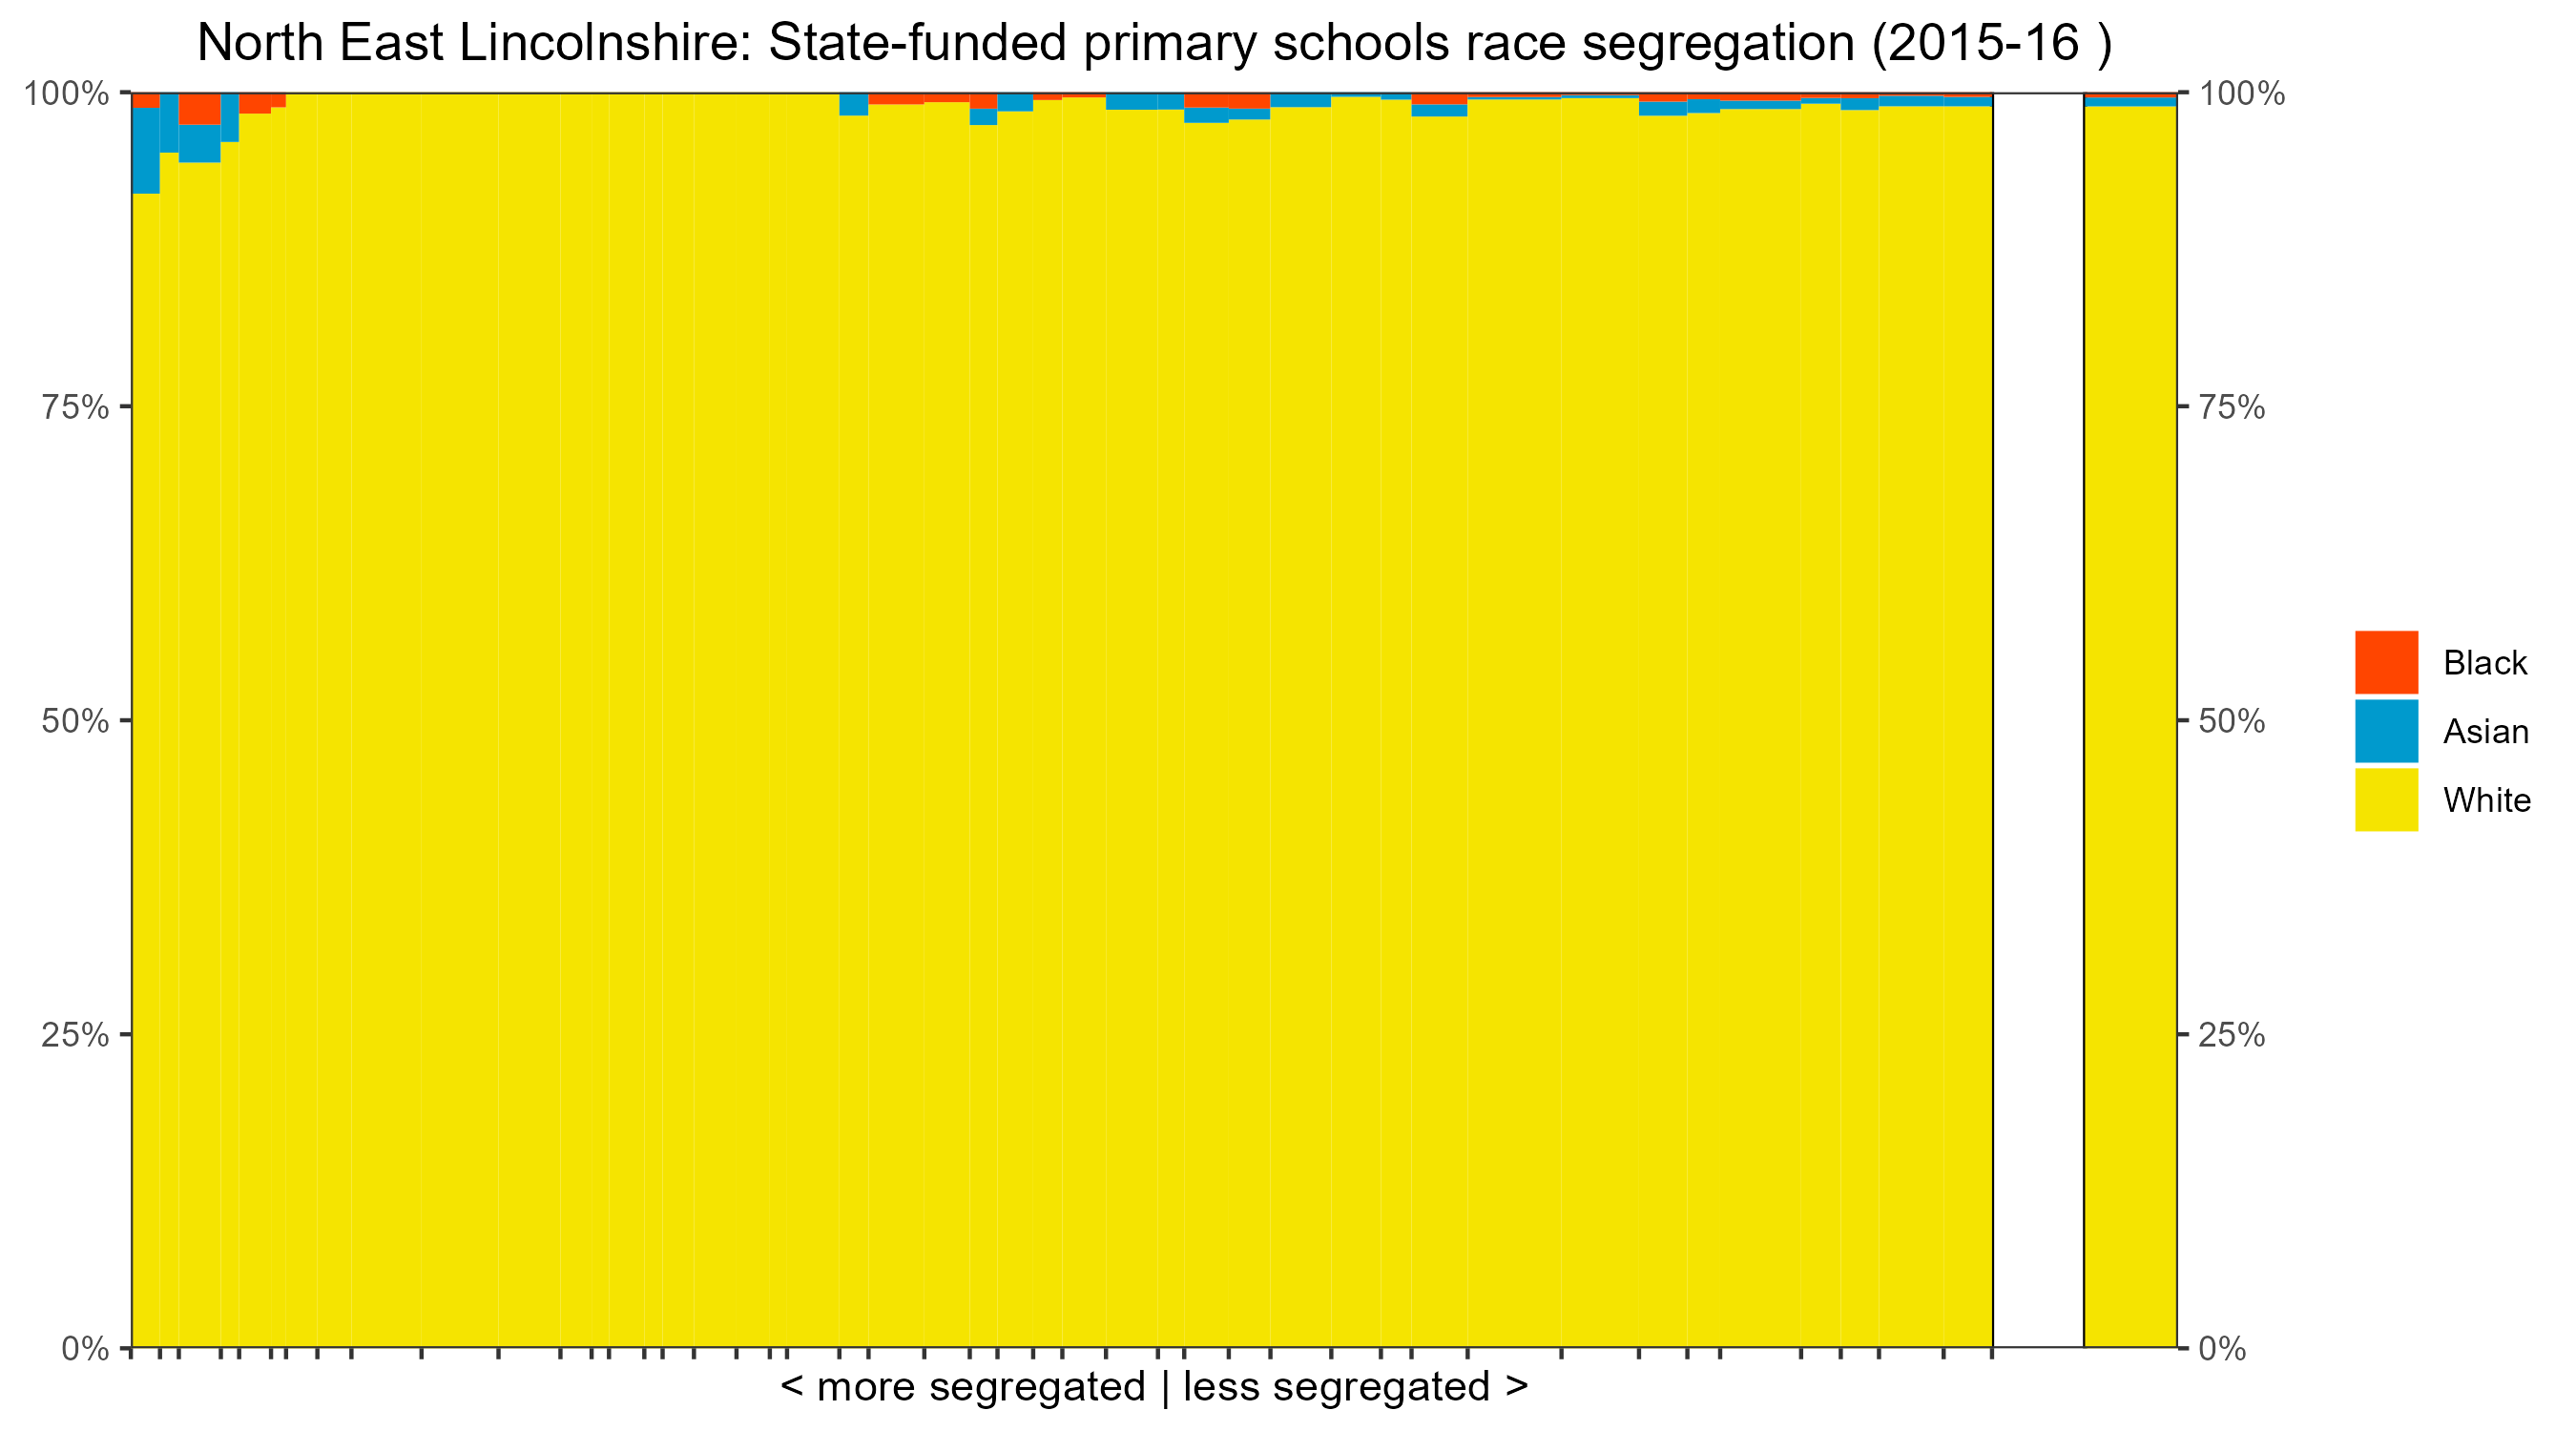 North East Lincolnshire: State-funded primary schools race segregation (2015-16 )
100%
75%
50%
25%
0%
100%
75%
50%
25%
0%
Black
Asian
White
< more segregated | less segregated >